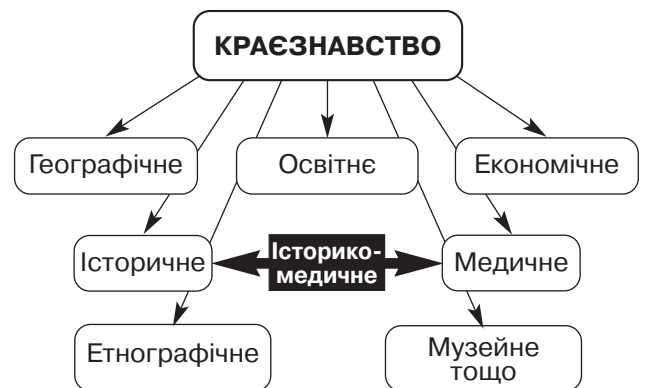 КРАЄЗНАВСТВО
Географічне
Освітнє
Економічне
Історичне
Історико-
медичне
Медичне
Етнографічне
Музейне
тощо